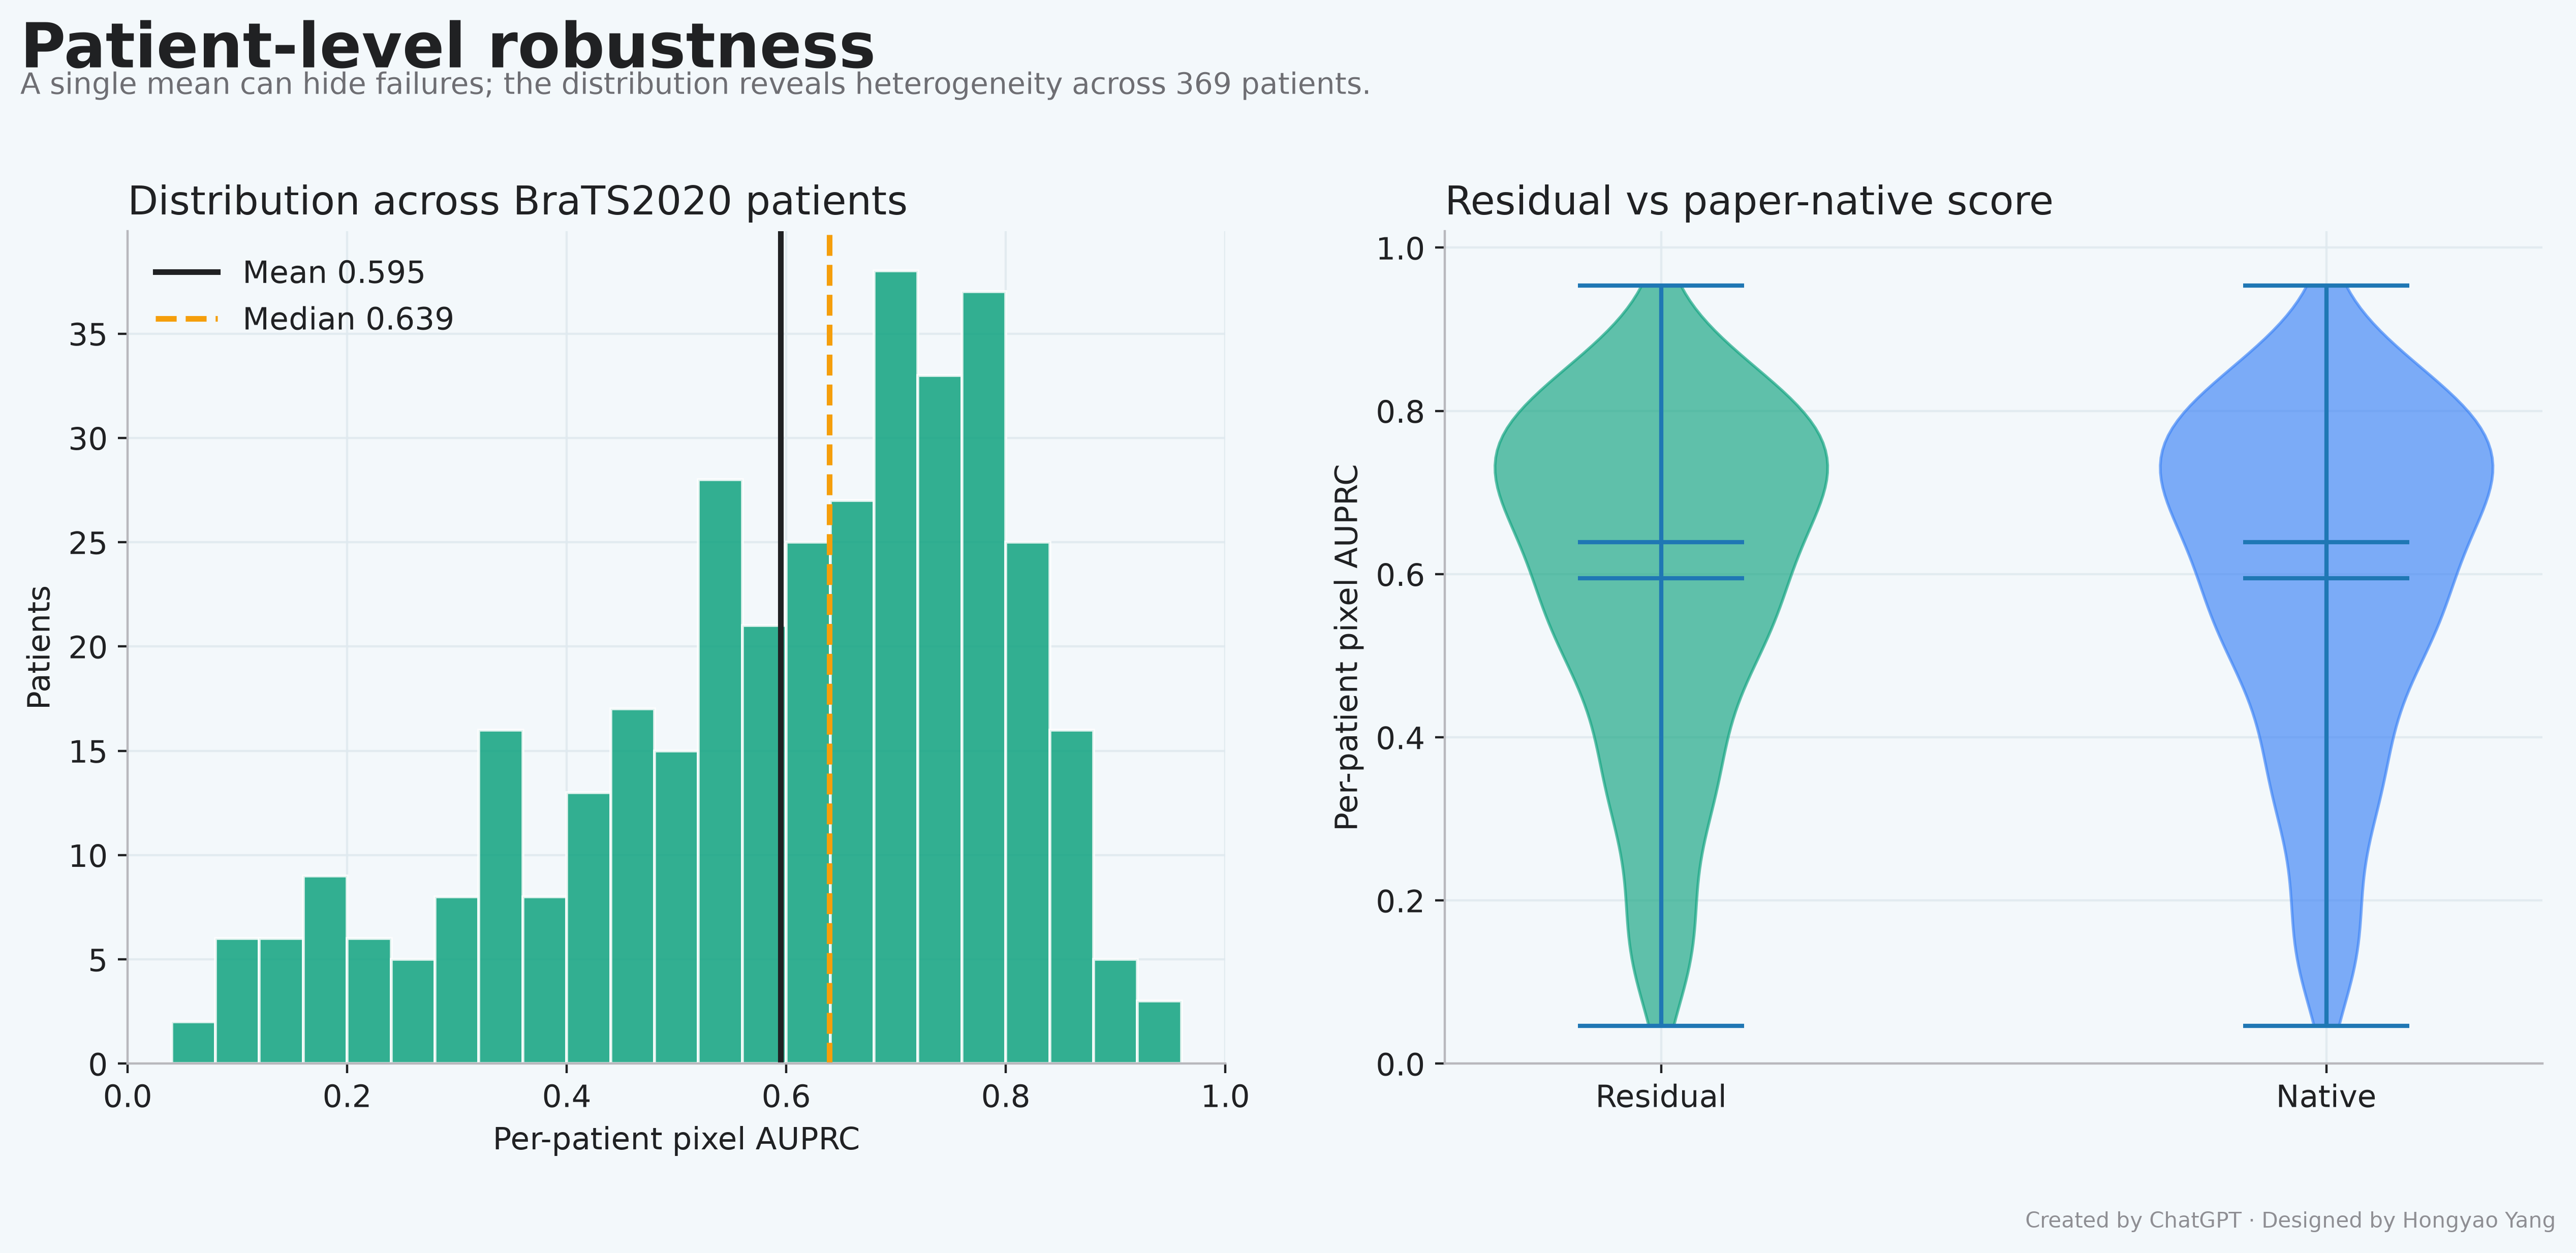 Patient-level robustness
A single mean can hide failures; the distribution reveals heterogeneity across 369 patients.
Distribution across BraTS2020 patients
Mean 0.595
Median 0.639
Patients
35
30
25
20
15
10
5
0
0.0 0.2 0.4 0.6 0.8 1.0
Per-patient pixel AUPRC
Residual vs paper-native score
Per-patient pixel AUPRC
1.0
0.8
0.6
0.4
0.2
0.0
Residual Native
Created by ChatGPT · Designed by Hongyao Yang